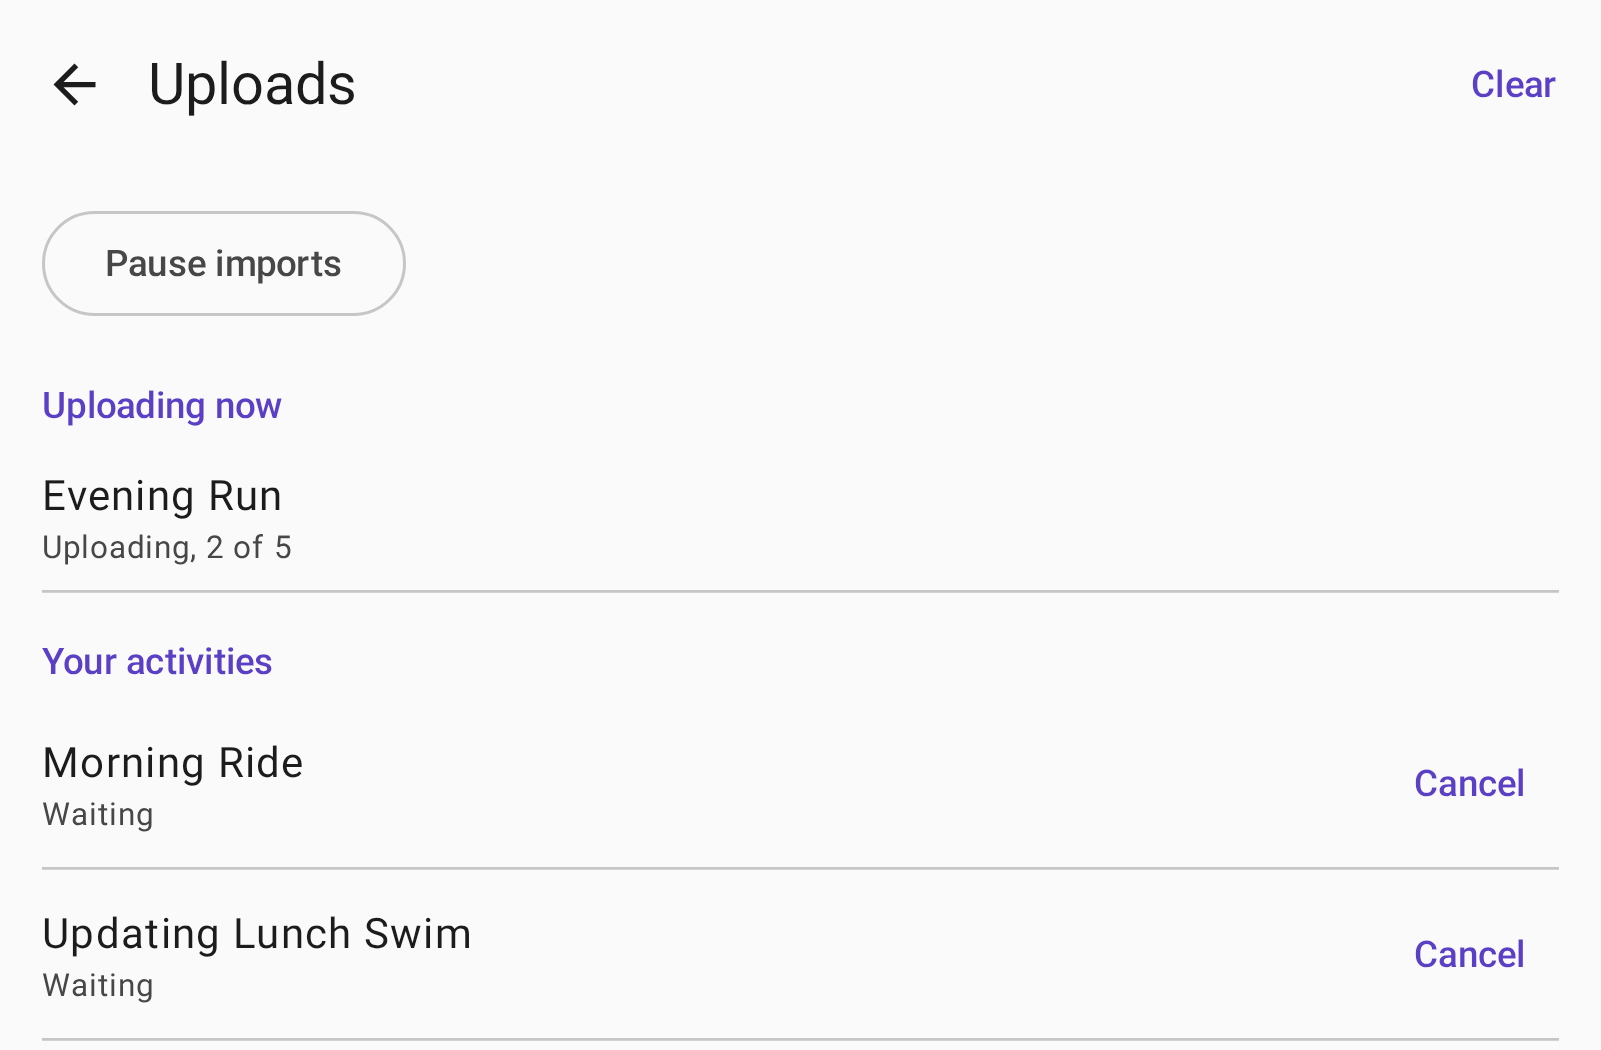 Uploads
Clear
Pause imports
Uploading now
Evening Run
Uploading, 2 of 5
Your activities
Morning Ride
Waiting
Cancel
Updating Lunch Swim
Waiting
Cancel